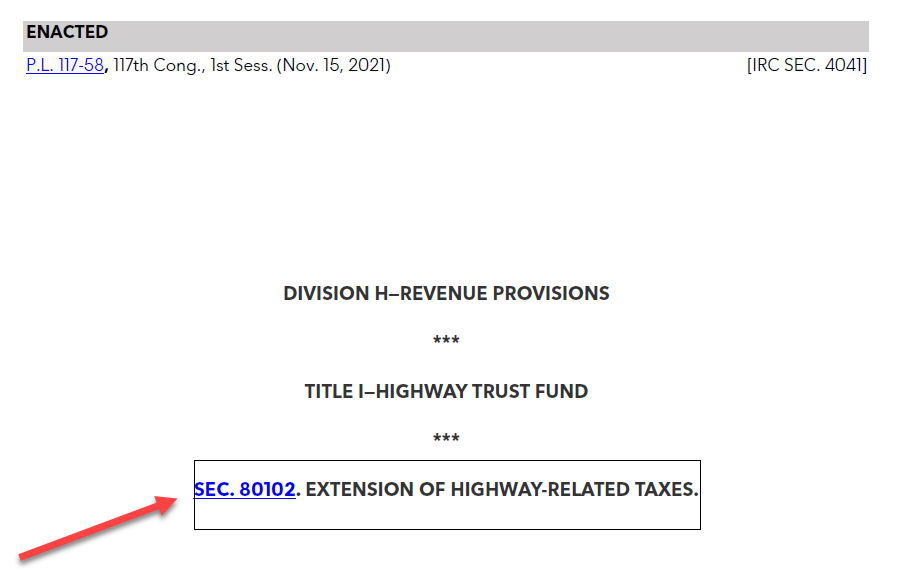 ENACTED
P.L. 117-58, 117th Cong., 1st Sess. (Nov. 15, 2021) [IRC SEC. 4041]
DIVISION H–REVENUE PROVISIONS
***
TITLE I–HIGHWAY TRUST FUND
***
SEC. 80102. EXTENSION OF HIGHWAY-RELATED TAXES.